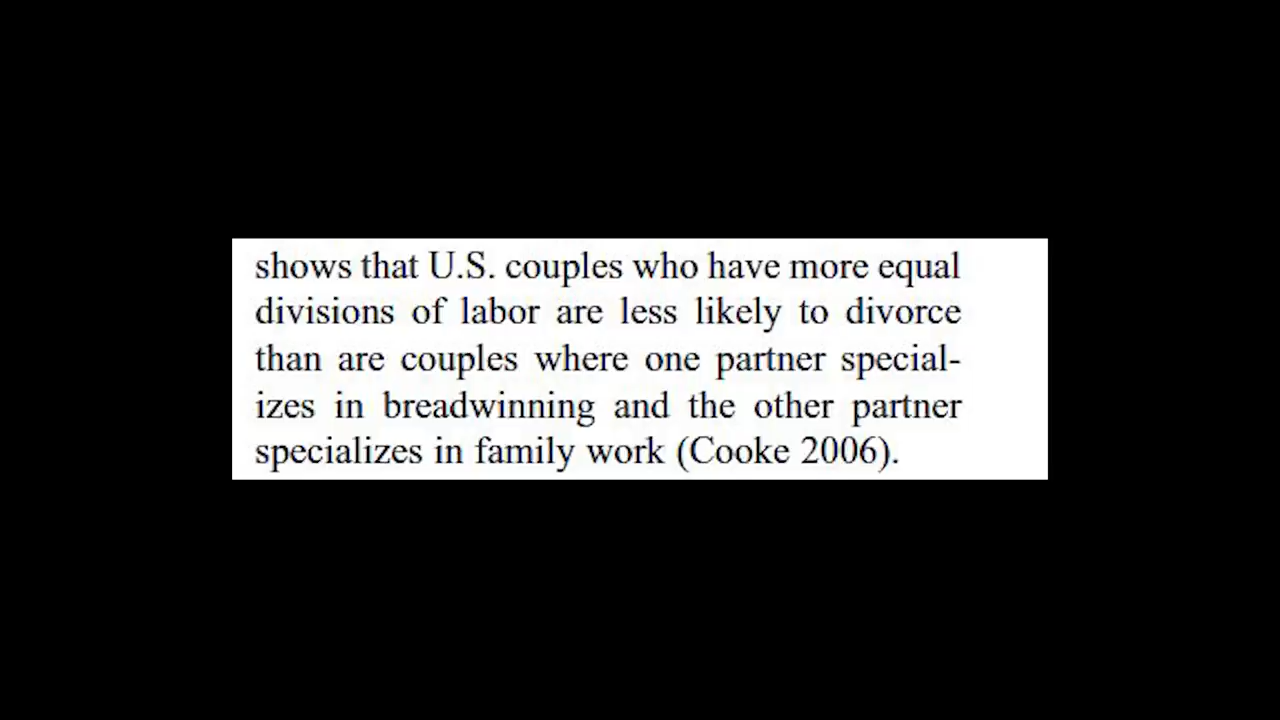 shows that U.S. couples who have more equal
divisions of labor are less likely to divorce
than are couples where one partner special-
izes in breadwinning and the other partner
specializes in family work (Cooke 2006).